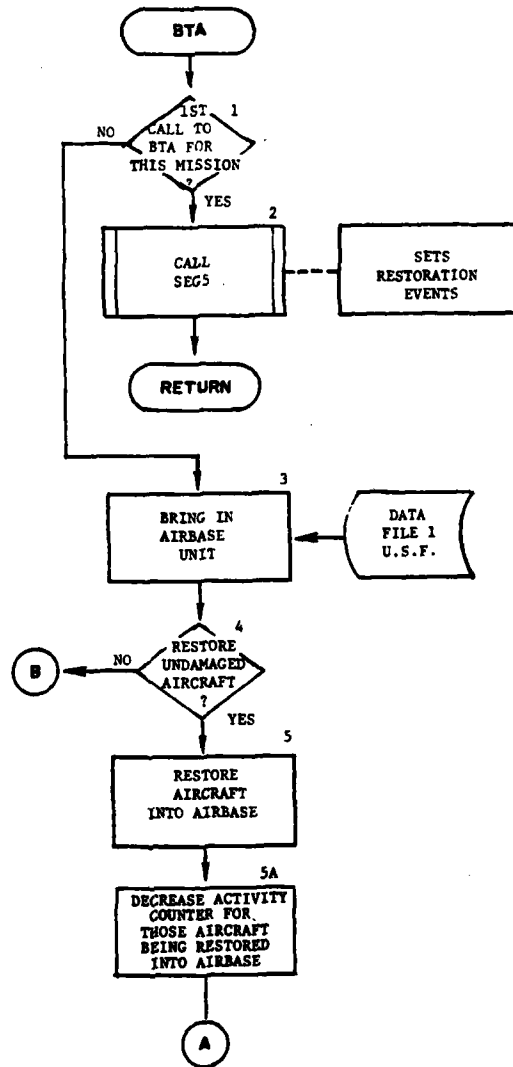 BTA
1
1ST
CALL TO
BTA FOR
THIS MISSION
?
NO
YES
2
CALL
SEG5
SETS
RESTORATION
EVENTS
RETURN
3
BRING IN
AIRBASE
UNIT
DATA
FILE 1
U.S.F.
4
RESTORE
UNDAMAGED
AIRCRAFT
?
NO
B
YES
5
RESTORE
AIRCRAFT
INTO AIRBASE
5A
DECREASE ACTIVITY
COUNTER FOR
THOSE AIRCRAFT
BEING RESTORED
INTO AIRBASE
A